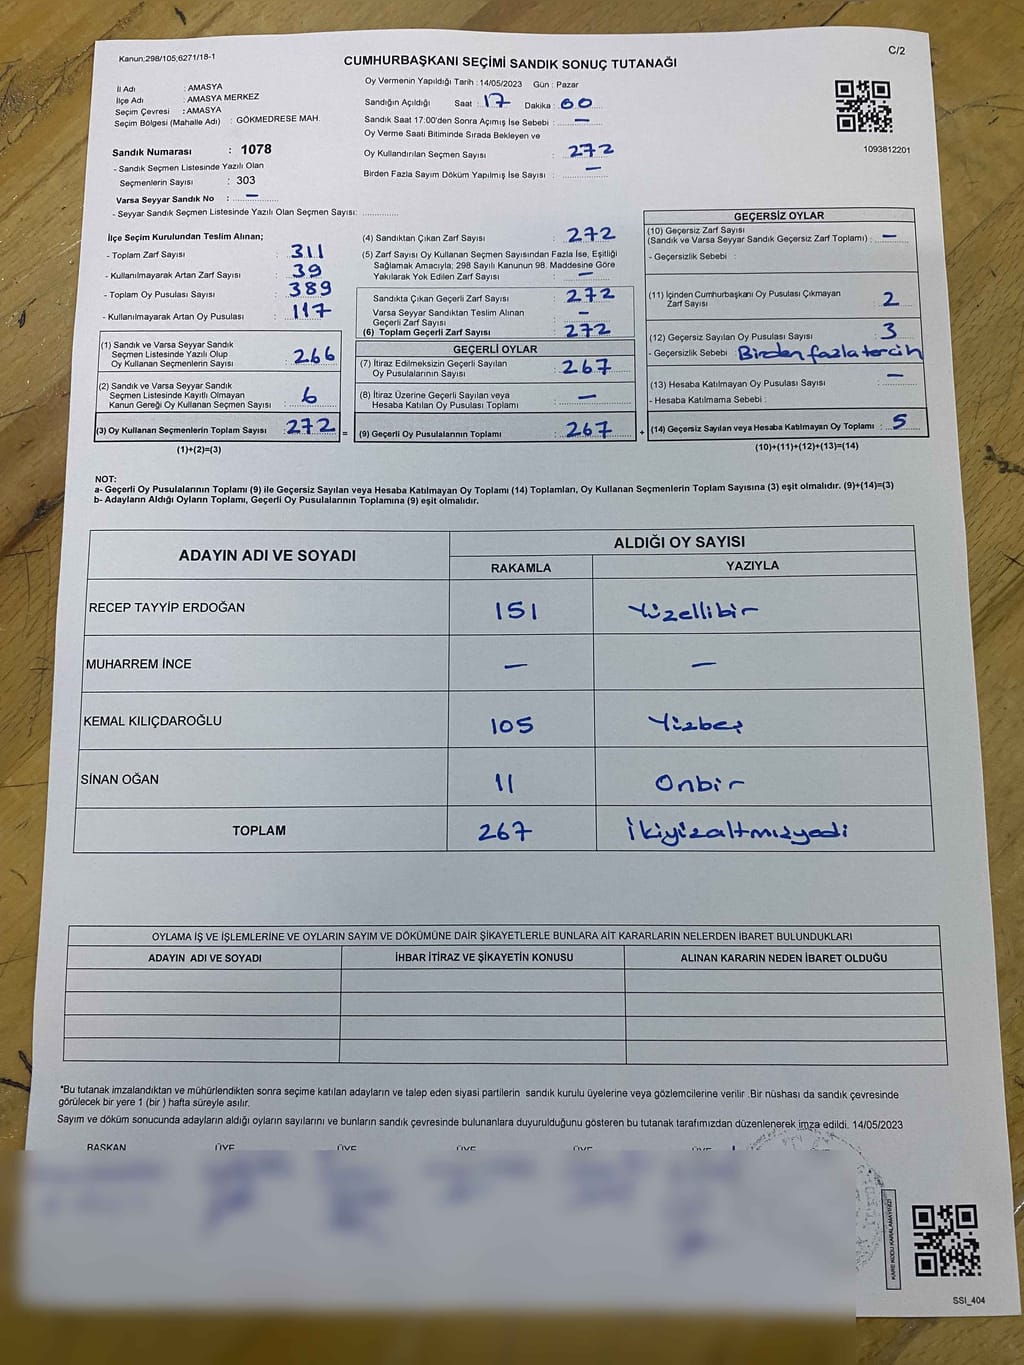 Kanun;298/105,6271/18-1
C/2
CUMHURBAŞKANI SEÇİMİ SANDIK SONUÇ TUTANAĞI
İl Adı : AMASYA
İlçe Adı : AMASYA MERKEZ
Seçim Çevresi : AMASYA
Seçim Bölgesi (Mahalle Adı) : GÖKMEDRESE MAH.
Oy Vermenin Yapıldığı Tarih : 14/05/2023 Gün : Pazar
Sandığın Açıldığı Saat : 17 Dakika : 00
Sandık Saat 17:00'den Sonra Açımış İse Sebebi : —
Oy Verme Saati Bitiminde Sırada Bekleyen ve
Oy Kullandırılan Seçmen Sayısı : 272
Birden Fazla Sayım Döküm Yapılmış İse Sayısı : —
1093812201
Sandık Numarası : 1078
- Sandık Seçmen Listesinde Yazılı Olan
Seçmenlerin Sayısı : 303
Varsa Seyyar Sandık No : —
- Seyyar Sandık Seçmen Listesinde Yazılı Olan Seçmen Sayısı: ..............
İlçe Seçim Kurulundan Teslim Alınan;
- Toplam Zarf Sayısı : 311
- Kullanılmayarak Artan Zarf Sayısı : 39
- Toplam Oy Pusulası Sayısı : 389
- Kullanılmayarak Artan Oy Pusulası : 117
(1) Sandık ve Varsa Seyyar Sandık
Seçmen Listesinde Yazılı Olup
Oy Kullanan Seçmenlerin Sayısı : 266
(2) Sandık ve Varsa Seyyar Sandık
Seçmen Listesinde Kayıtlı Olmayan
Kanun Gereği Oy Kullanan Seçmen Sayısı : 6
(3) Oy Kullanan Seçmenlerin Toplam Sayısı : 272 =
(1)+(2)=(3)
(4) Sandıktan Çıkan Zarf Sayısı : 272
(5) Zarf Sayısı Oy Kullanan Seçmen Sayısından Fazla İse, Eşitliği
Sağlamak Amacıyla; 298 Sayılı Kanunun 98. Maddesine Göre
Yakılarak Yok Edilen Zarf Sayısı : —
Sandıkta Çıkan Geçerli Zarf Sayısı : 272
Varsa Seyyar Sandıktan Teslim Alınan
Geçerli Zarf Sayısı : —
(6) Toplam Geçerli Zarf Sayısı : 272
GEÇERLİ OYLAR
(7) İtiraz Edilmeksizin Geçerli Sayılan
Oy Pusulalarının Sayısı : 267
(8) İtiraz Üzerine Geçerli Sayılan veya
Hesaba Katılan Oy Pusulası Toplamı : —
(9) Geçerli Oy Pusulalarının Toplamı : 267 +
GEÇERSİZ OYLAR
(10) Geçersiz Zarf Sayısı
(Sandık ve Varsa Seyyar Sandık Geçersiz Zarf Toplamı) : —
- Geçersizlik Sebebi :
(11) İçinden Cumhurbaşkanı Oy Pusulası Çıkmayan
Zarf Sayısı : 2
(12) Geçersiz Sayılan Oy Pusulası Sayısı : 3
- Geçersizlik Sebebi : Birden fazla tercih
(13) Hesaba Katılmayan Oy Pusulası Sayısı : —
- Hesaba Katılmama Sebebi :
(14) Geçersiz Sayılan veya Hesaba Katılmayan Oy Toplamı : 5
(10)+(11)+(12)+(13)=(14)
NOT:
a- Geçerli Oy Pusulalarının Toplamı (9) ile Geçersiz Sayılan veya Hesaba Katılmayan Oy Toplamı (14) Toplamları, Oy Kullanan Seçmenlerin Toplam Sayısına (3) eşit olmalıdır. (9)+(14)=(3)
b- Adayların Aldığı Oyların Toplamı, Geçerli Oy Pusulalarının Toplamına (9) eşit olmalıdır.
ADAYIN ADI VE SOYADI ALDIĞI OY SAYISI
RAKAMLA YAZIYLA
RECEP TAYYİP ERDOĞAN 151 Yüzellibir
MUHARREM İNCE — —
KEMAL KILIÇDAROĞLU 105 Yüzbeş
SİNAN OĞAN 11 Onbir
TOPLAM 267 İkiyüzaltmışyedi
OYLAMA İŞ VE İŞLEMLERİNE VE OYLARIN SAYIM VE DÖKÜMÜNE DAİR ŞİKAYETLERLE BUNLARA AİT KARARLARIN NELERDEN İBARET BULUNDUKLARI
ADAYIN ADI VE SOYADI İHBAR İTİRAZ VE ŞİKAYETİN KONUSU ALINAN KARARIN NEDEN İBARET OLDUĞU
*Bu tutanak imzalandıktan ve mühürlendikten sonra seçime katılan adayların ve talep eden siyasi partilerin sandık kurulu üyelerine veya gözlemcilerine verilir .Bir nüshası da sandık çevresinde
görülecek bir yere 1 (bir ) hafta süreyle asılır.
Sayım ve döküm sonucunda adayların aldığı oyların sayılarını ve bunların sandık çevresinde bulunanlara duyurulduğunu gösteren bu tutanak tarafımızdan düzenlenerek imza edildi. 14/05/2023
BAŞKAN ÜYE ÜYE ÜYE ÜYE ÜYE
KARE KODU KARALAMAYINIZ!
SSI_404